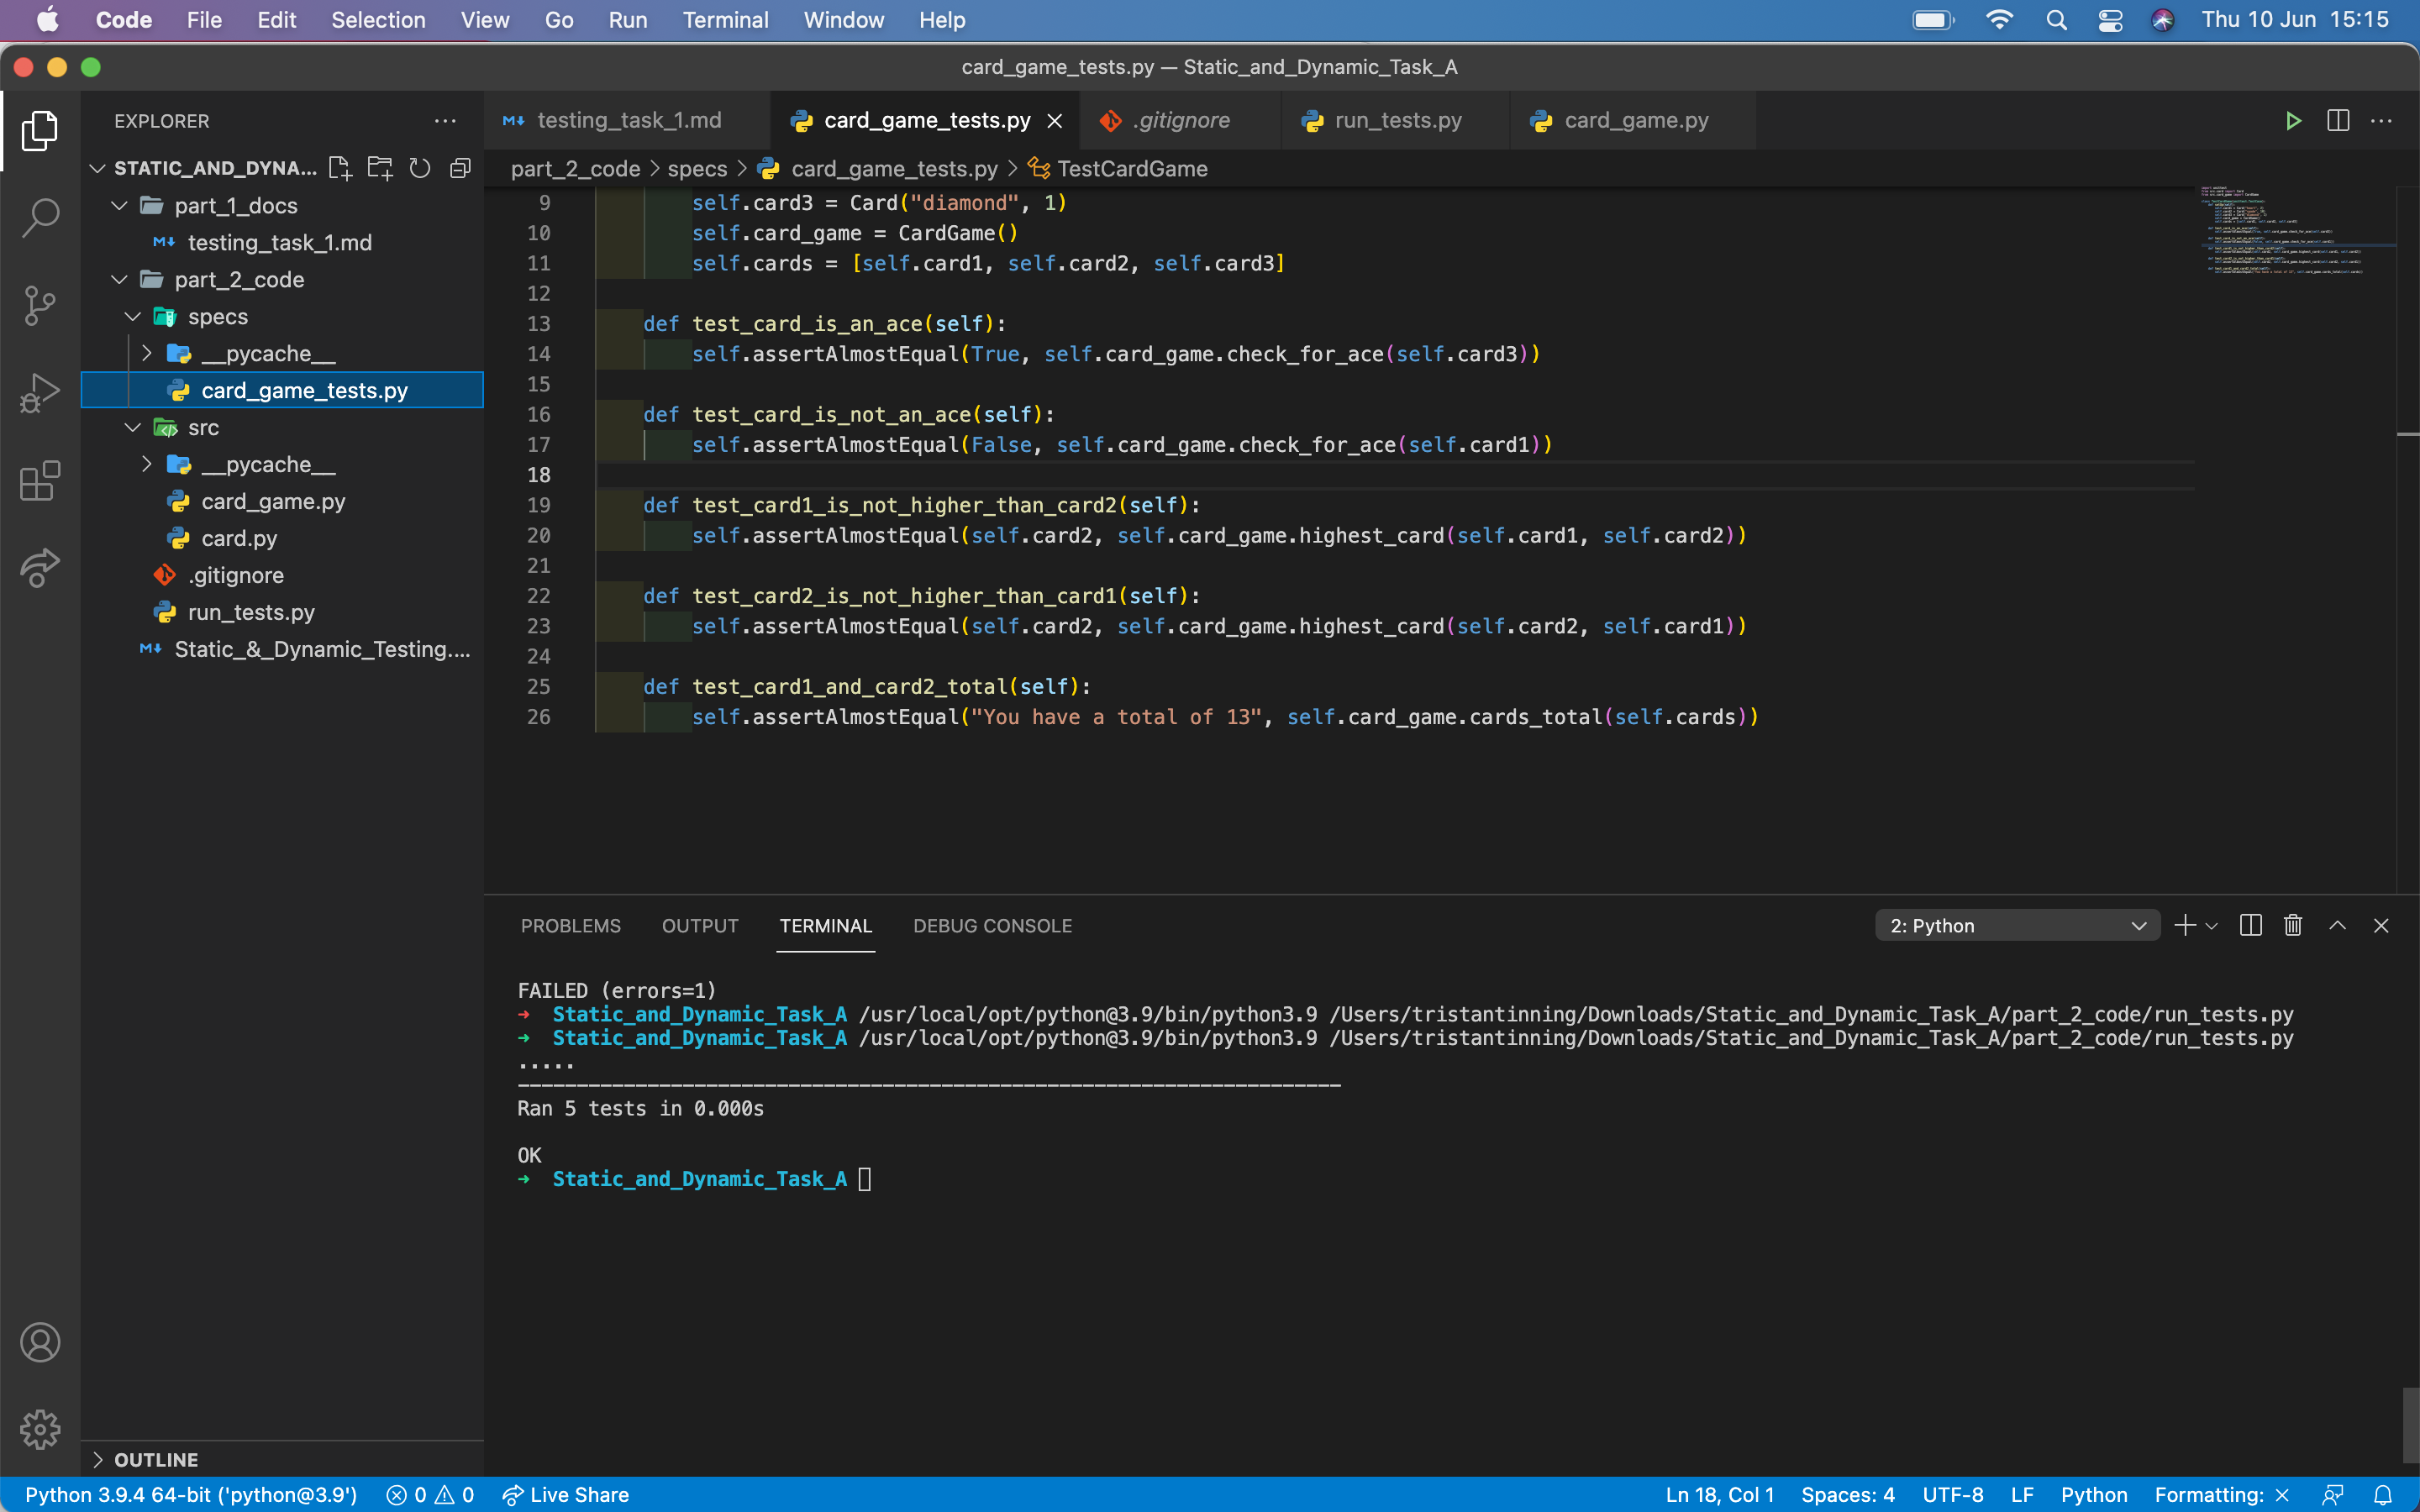 Code File Edit Selection View Go Run Terminal Window Help Thu 10 Jun 15:15
card_game_tests.py — Static_and_Dynamic_Task_A
EXPLORER
testing_task_1.md card_game_tests.py .gitignore run_tests.py card_game.py
STATIC_AND_DYNA...
part_2_code > specs > card_game_tests.py > TestCardGame
part_1_docs
testing_task_1.md
part_2_code
specs
__pycache__
card_game_tests.py
src
__pycache__
card_game.py
card.py
.gitignore
run_tests.py
Static_&_Dynamic_Testing....
OUTLINE
9 self.card3 = Card("diamond", 1)
10 self.card_game = CardGame()
11 self.cards = [self.card1, self.card2, self.card3]
12
13 def test_card_is_an_ace(self):
14 self.assertAlmostEqual(True, self.card_game.check_for_ace(self.card3))
15
16 def test_card_is_not_an_ace(self):
17 self.assertAlmostEqual(False, self.card_game.check_for_ace(self.card1))
18
19 def test_card1_is_not_higher_than_card2(self):
20 self.assertAlmostEqual(self.card2, self.card_game.highest_card(self.card1, self.card2))
21
22 def test_card2_is_not_higher_than_card1(self):
23 self.assertAlmostEqual(self.card2, self.card_game.highest_card(self.card2, self.card1))
24
25 def test_card1_and_card2_total(self):
26 self.assertAlmostEqual("You have a total of 13", self.card_game.cards_total(self.cards))
PROBLEMS OUTPUT TERMINAL DEBUG CONSOLE 2: Python
FAILED (errors=1)
➜ Static_and_Dynamic_Task_A /usr/local/opt/python@3.9/bin/python3.9 /Users/tristantinning/Downloads/Static_and_Dynamic_Task_A/part_2_code/run_tests.py
➜ Static_and_Dynamic_Task_A /usr/local/opt/python@3.9/bin/python3.9 /Users/tristantinning/Downloads/Static_and_Dynamic_Task_A/part_2_code/run_tests.py
.....
----------------------------------------------------------------------
Ran 5 tests in 0.000s
OK
➜ Static_and_Dynamic_Task_A
Python 3.9.4 64-bit ('python@3.9') 0 0 Live Share Ln 18, Col 1 Spaces: 4 UTF-8 LF Python Formatting: ×